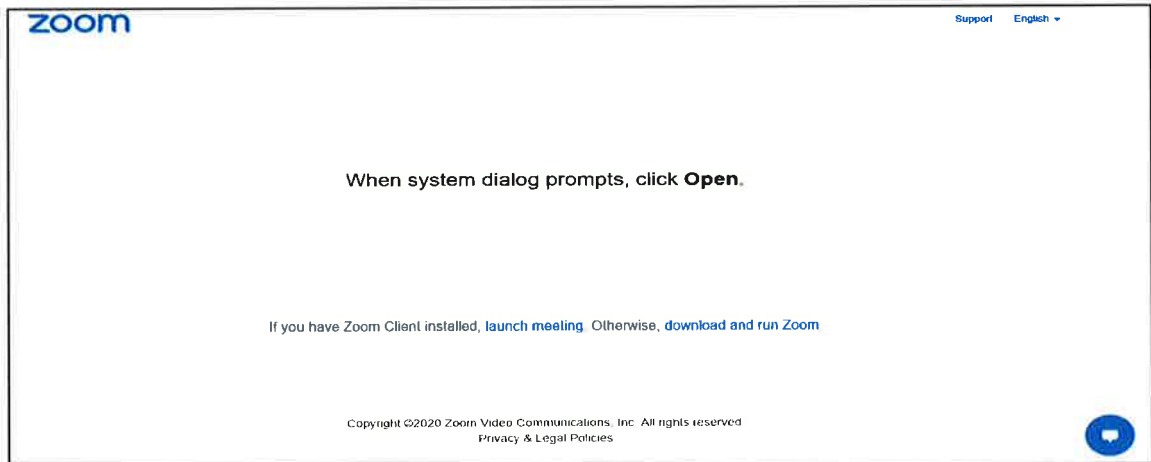 zoom
Support English
When system dialog prompts, click Open.
If you have Zoom Client installed, launch meeting. Otherwise, download and run Zoom
Copyright ©2020 Zoom Video Communications, Inc. All rights reserved
Privacy & Legal Policies